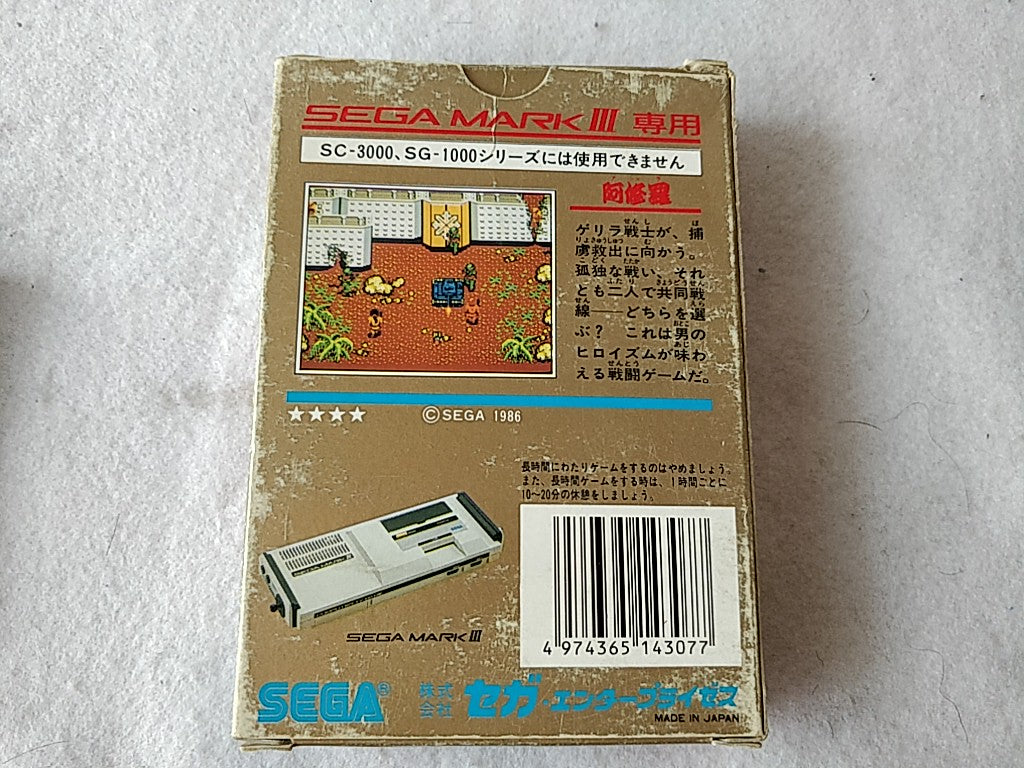 SEGA MARK III 専用
SC-3000、SG-1000シリーズには使用できません
阿修羅
ゲリラ戦士が、捕
虜救出に向かう。
孤独な戦い、それ
とも二人で共同戦
線──どちらを選
ぶ？ これは男の
ヒロイズムが味わ
える戦闘ゲームだ。
★★★★ ©SEGA 1986
長時間にわたりゲームをするのはやめましょう。
また、長時間ゲームをする時は、1時間ごとに
10〜20分の休憩をしましょう。
SEGA MARK III
4 974365 143077
SEGA® 株式会社 セガ・エンタープライゼス
MADE IN JAPAN